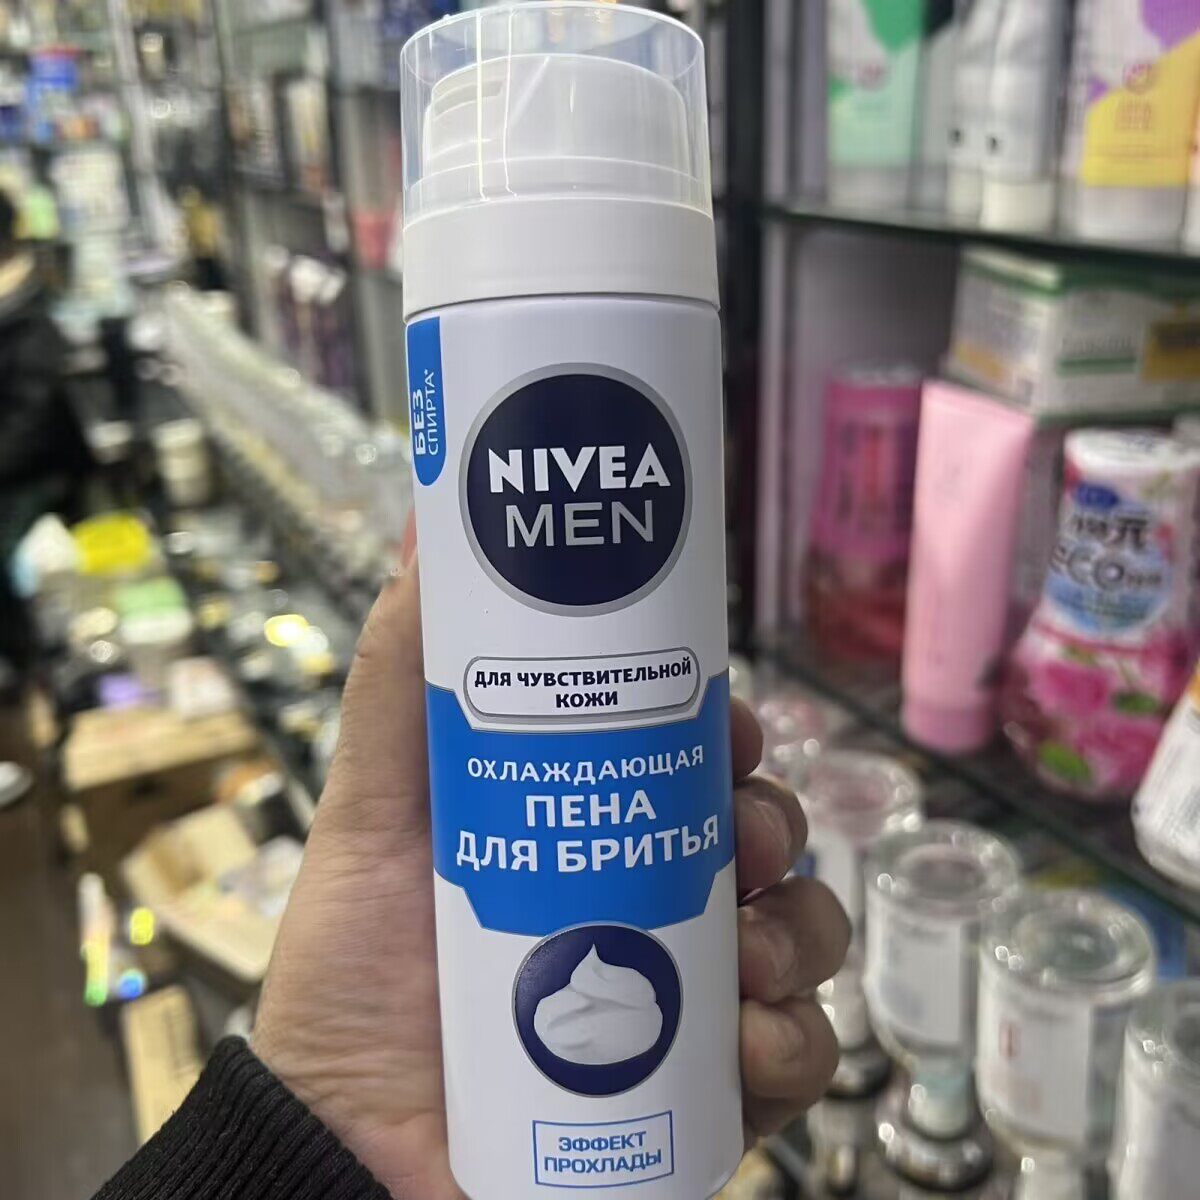 БЕЗ
СПИРТА*
NIVEA
MEN
ДЛЯ ЧУВСТВИТЕЛЬНОЙ
КОЖИ
ОХЛАЖДАЮЩАЯ
ПЕНА
ДЛЯ БРИТЬЯ
ЭФФЕКТ
ПРОХЛАДЫ